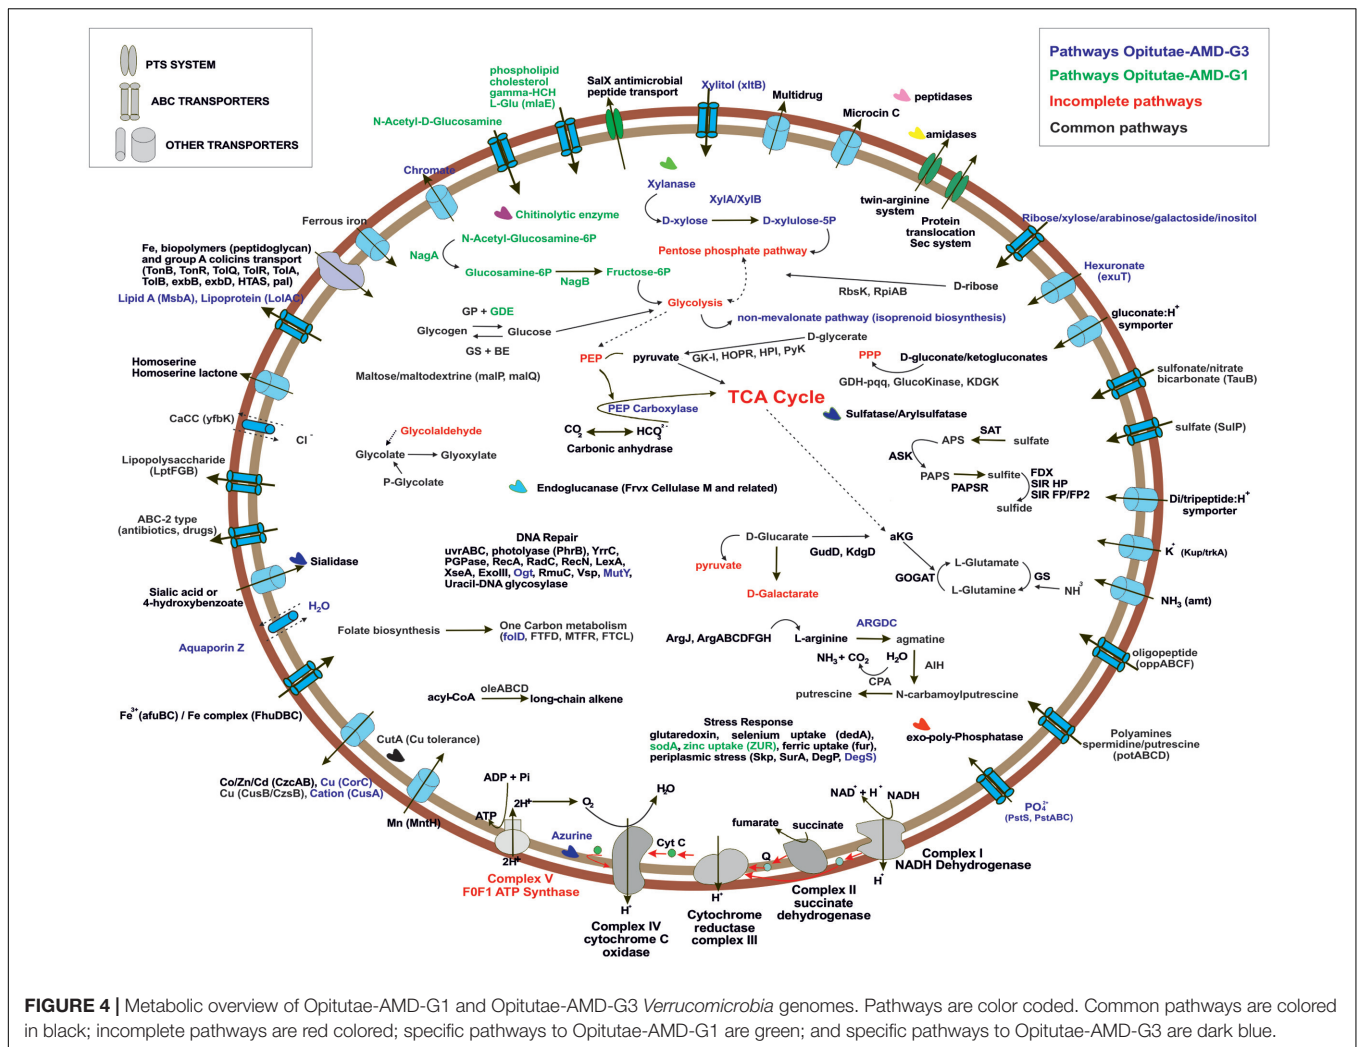 PTS SYSTEM
ABC TRANSPORTERS
OTHER TRANSPORTERS
Pathways Opitutae-AMD-G3
Pathways Opitutae-AMD-G1
Incomplete pathways
Common pathways
phospholipid
cholesterol
gamma-HCH
L-Glu (mlaE)
SalX antimicrobial
peptide transport
Xylitol (xltB)
Multidrug
Microcin C
peptidases
amidases
N-Acetyl-D-Glucosamine
Chromate
Ferrous iron
Fe, biopolymers (peptidoglycan)
and group A colicins transport
(TonB, TonR, TolQ, TolR, TolA,
TolB, exbB, exbD, HTAS, pal)
Lipid A (MsbA), Lipoprotein (LolAC)
Xylanase
XylA/XylB
D-xylose
D-xylulose-5P
Pentose phosphate pathway
twin-arginine
system
Protein
translocation
Sec system
Ribose/xylose/arabinose/galactoside/inositol
Hexuronate
(exuT)
gluconate:H+
symporter
Chitinolytic enzyme
N-Acetyl-Glucosamine-6P
NagA
Glucosamine-6P
NagB
Fructose-6P
Glycolysis
RbsK, RpiAB
D-ribose
GP + GDE
Glycogen
Glucose
GS + BE
non-mevalonate pathway (isoprenoid biosynthesis)
D-glycerate
PEP
pyruvate
GK-I, HOPR, HPI, PyK
PPP
D-gluconate/ketogluconates
GDH-pqq, GlucoKinase, KDGK
Maltose/maltodextrine (malP, malQ)
Homoserine
Homoserine lactone
CaCC (yfbK)
Cl -
sulfonate/nitrate
bicarbonate (TauB)
sulfate (SulP)
TCA Cycle
PEP Carboxylase
CO2
HCO3 2-
Carbonic anhydrase
Sulfatase/Arylsulfatase
SAT
APS
sulfate
ASK
PAPS
PAPSR
sulfite
FDX
SIR HP
SIR FP/FP2
sulfide
Glycolaldehyde
Glycolate
Glyoxylate
P-Glycolate
Lipopolysaccharide
(LptFGB)
Endoglucanase (Frvx Cellulase M and related)
Di/tripeptide:H+
symporter
ABC-2 type
(antibiotics, drugs)
Sialidase
Sialic acid or
4-hydroxybenzoate
DNA Repair
uvrABC, photolyase (PhrB), YrrC,
PGPase, RecA, RadC, RecN, LexA,
XseA, ExoIII, Ogt, RmuC, Vsp, MutY,
Uracil-DNA glycosylase
D-Glucarate
GudD, KdgD
aKG
pyruvate
D-Galactarate
L-Glutamate
GOGAT
GS
L-Glutamine
NH3
K+ (Kup/trkA)
NH3 (amt)
H2O
Aquaporin Z
Folate biosynthesis
One Carbon metabolism
(folD, FTFD, MTFR, FTCL)
ArgJ, ArgABCDFGH
L-arginine
ARGDC
agmatine
NH3 + CO2
H2O
AIH
CPA
putrescine
N-carbamoylputrescine
oligopeptide
(oppABCF)
acyl-CoA
oleABCD
long-chain alkene
Fe3+(afuBC) / Fe complex (FhuDBC)
Stress Response
glutaredoxin, selenium uptake (dedA),
sodA, zinc uptake (ZUR), ferric uptake (fur),
periplasmic stress (Skp, SurA, DegP, DegS)
exo-poly-Phosphatase
Polyamines
spermidine/putrescine
(potABCD)
CutA (Cu tolerance)
Co/Zn/Cd (CzcAB), Cu (CorC)
Cu (CusB/CzsB), Cation (CusA)
Mn (MntH)
ADP + Pi
ATP
2H+
O2
H2O
2H+
Complex V
F0F1 ATP Synthase
Azurine
Cyt C
H+
Complex IV
cytochrome C
oxidase
H+
Cytochrome
reductase
complex III
Q
fumarate
succinate
Complex II
succinate
dehydrogenase
NAD+ + H+
NADH
H+
Complex I
NADH Dehydrogenase
PO4 2+
(PstS, PstABC)
FIGURE 4 | Metabolic overview of Opitutae-AMD-G1 and Opitutae-AMD-G3 Verrucomicrobia genomes. Pathways are color coded. Common pathways are colored
in black; incomplete pathways are red colored; specific pathways to Opitutae-AMD-G1 are green; and specific pathways to Opitutae-AMD-G3 are dark blue.